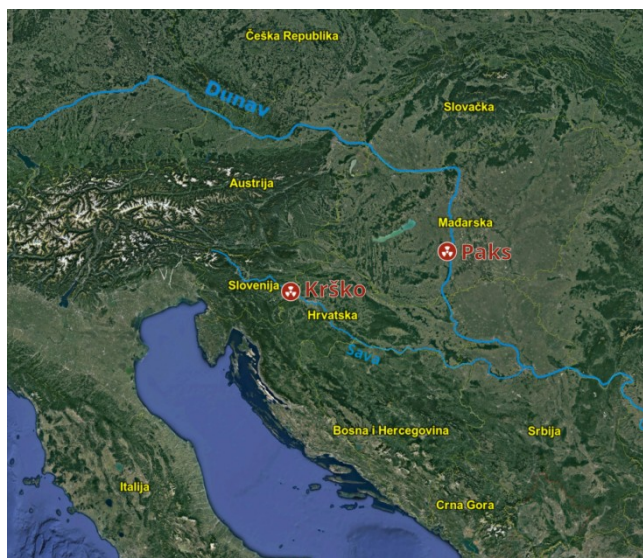 Češka Republika
Dunav
Slovačka
Austrija
Mađarska
Paks
Slovenija
Krško
Hrvatska
Sava
Bosna i Hercegovina
Srbija
Italija
Crna Gora